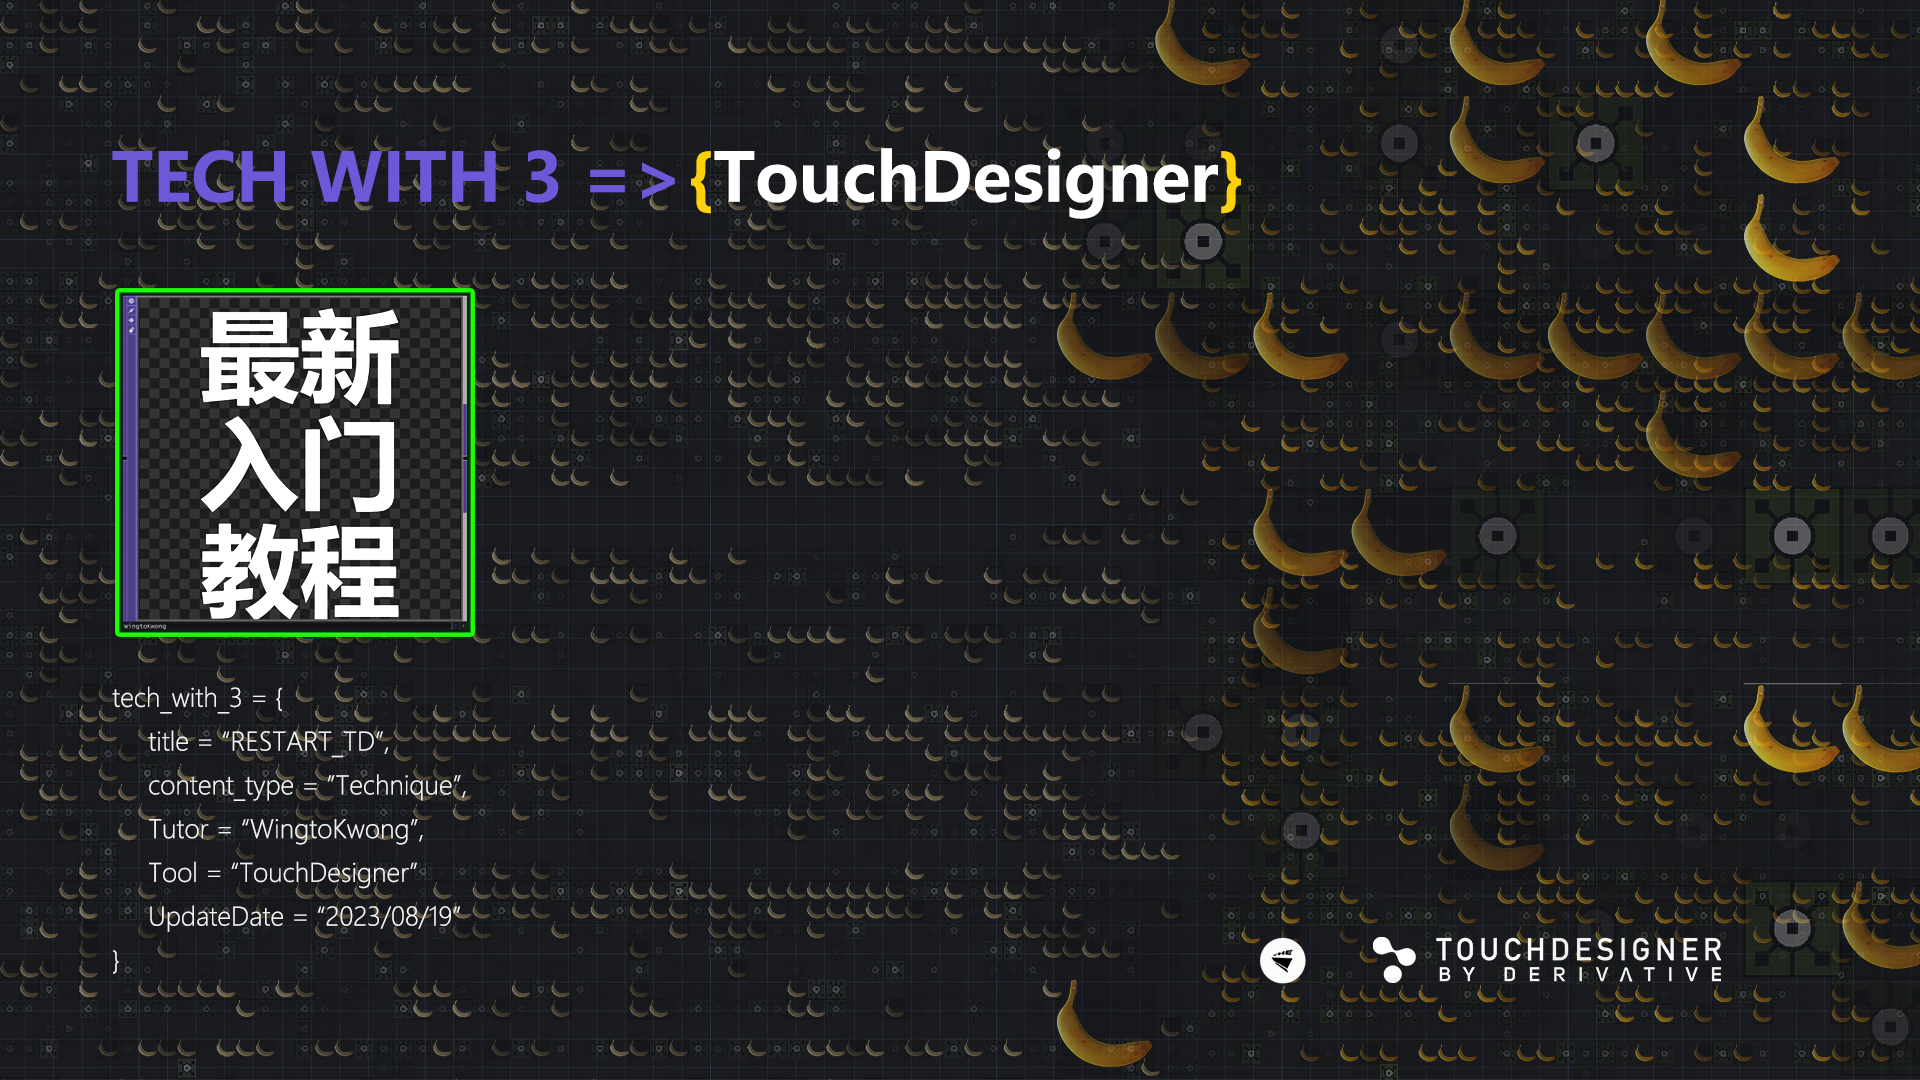 TECH WITH 3 => {TouchDesigner}
最新
入门
教程
WingtoKwong
tech_with_3 = {
title = “RESTART_TD”,
content_type = “Technique”,
Tutor = “WingtoKwong”,
Tool = “TouchDesigner”
UpdateDate = “2023/08/19”
}
TOUCHDESIGNER
BY DERIVATIVE